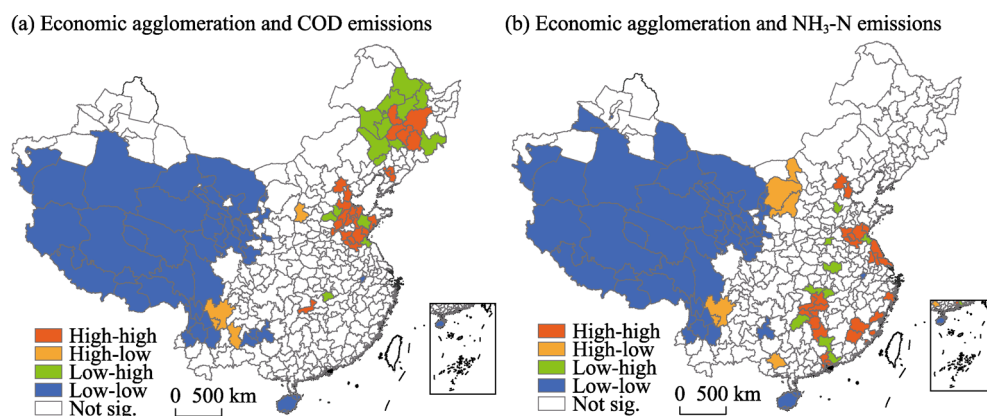 (a) Economic agglomeration and COD emissions
High-high
High-low
Low-high
Low-low
Not sig.
0 500 km
(b) Economic agglomeration and NH₃-N emissions
High-high
High-low
Low-high
Low-low
Not sig.
0 500 km